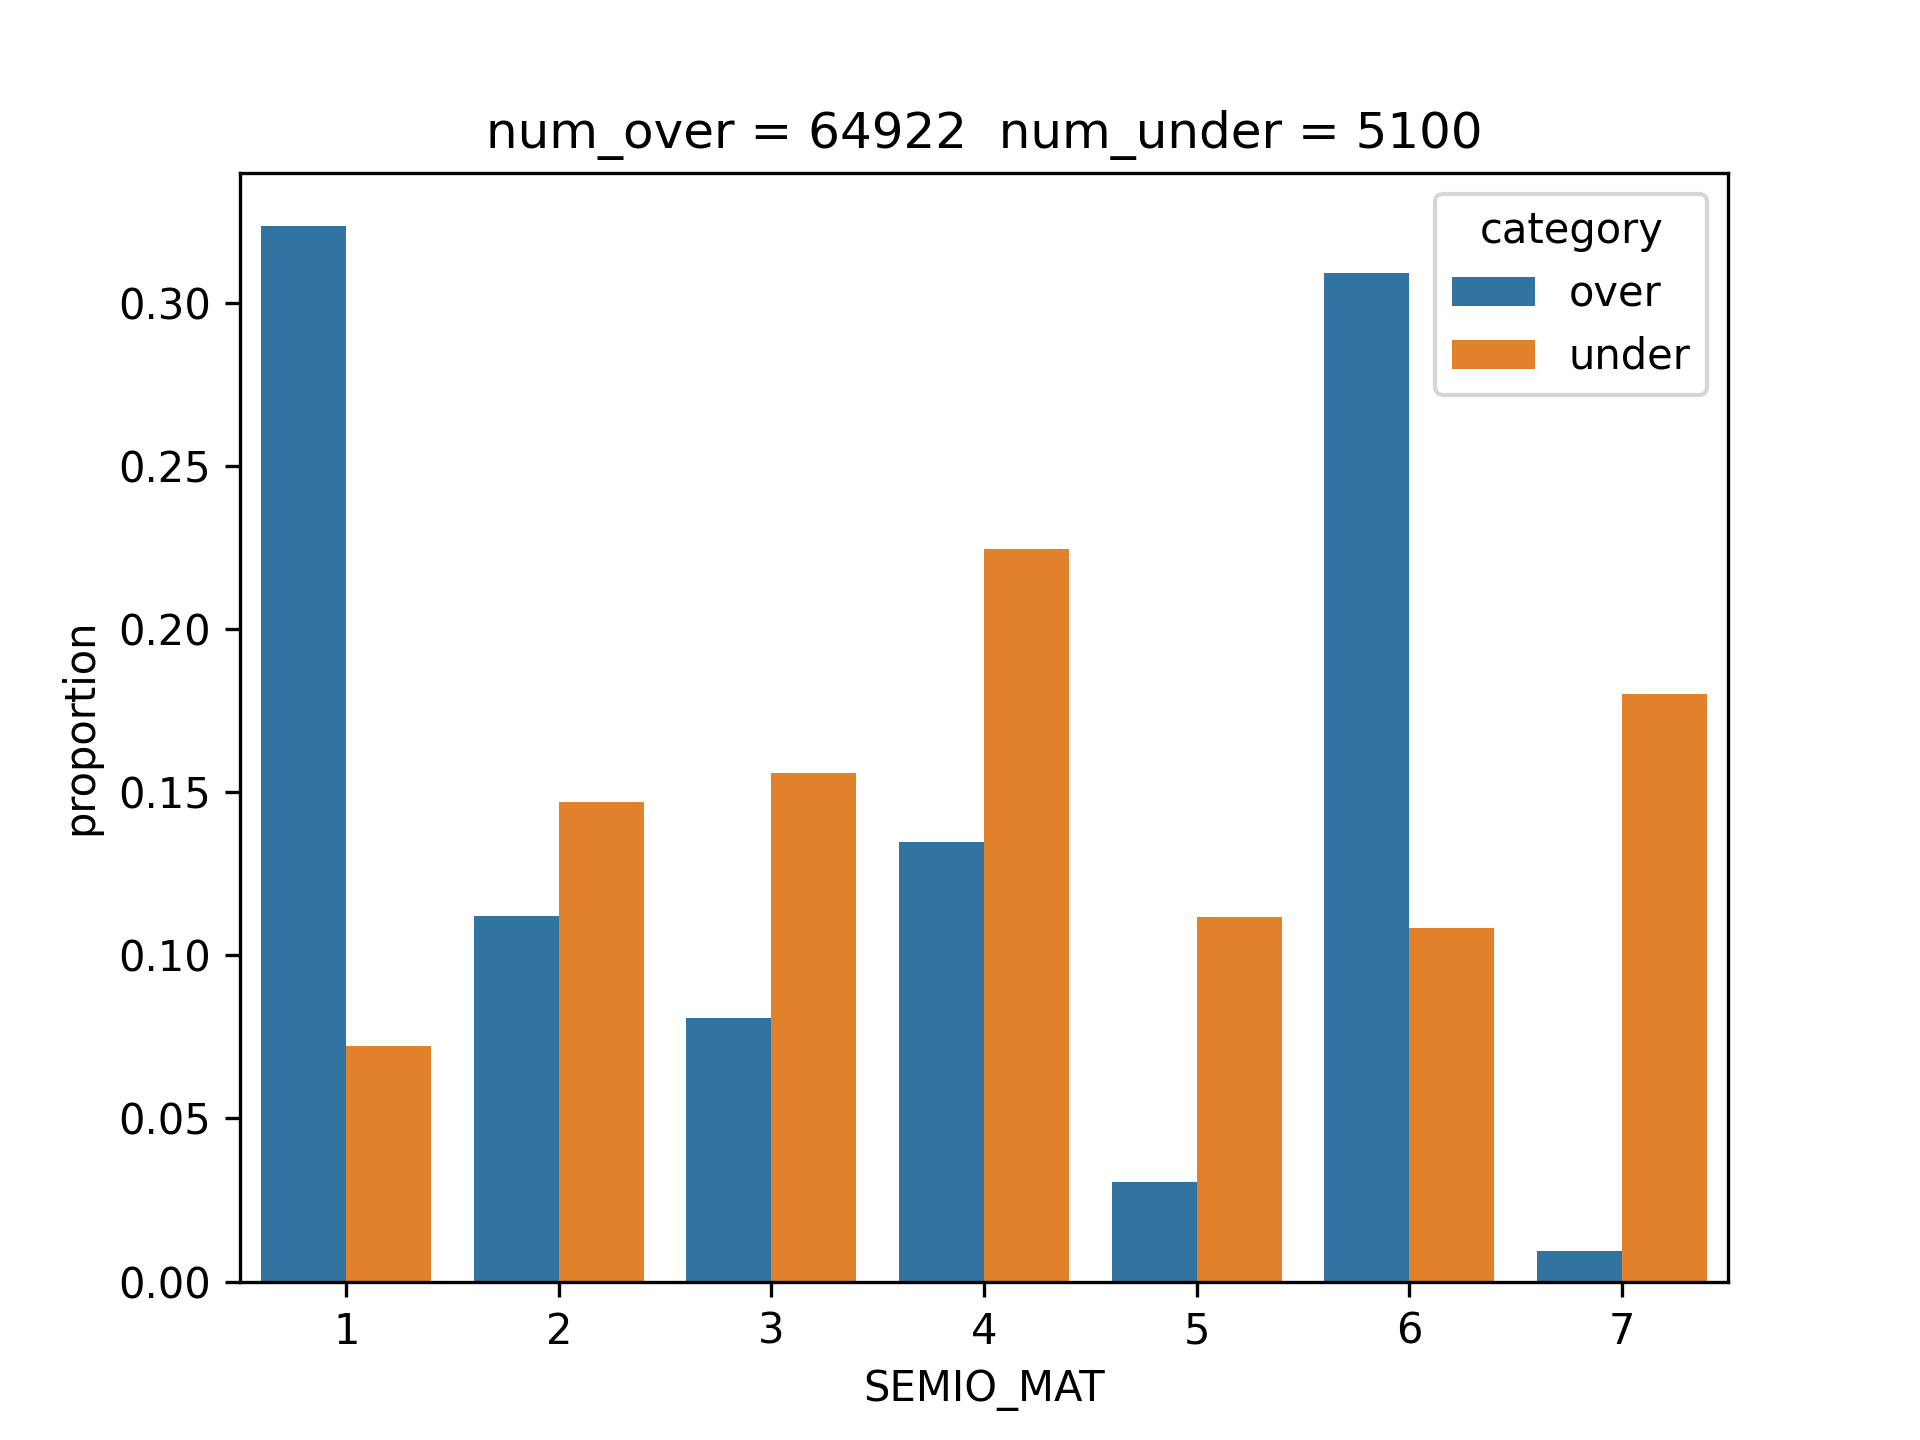 num_over = 64922  num_under = 5100
category
over
under
0.30
0.25
0.20
0.15
0.10
0.05
0.00
proportion
1 2 3 4 5 6 7
SEMIO_MAT